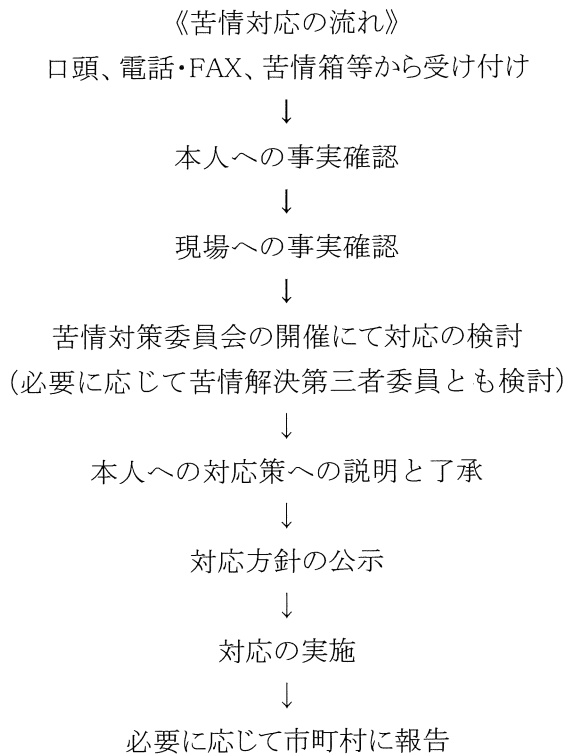 《苦情対応の流れ》
口頭、電話・FAX、苦情箱等から受け付け
↓
本人への事実確認
↓
現場への事実確認
↓
苦情対策委員会の開催にて対応の検討
(必要に応じて苦情解決第三者委員とも検討)
↓
本人への対応策への説明と了承
↓
対応方針の公示
↓
対応の実施
↓
必要に応じて市町村に報告